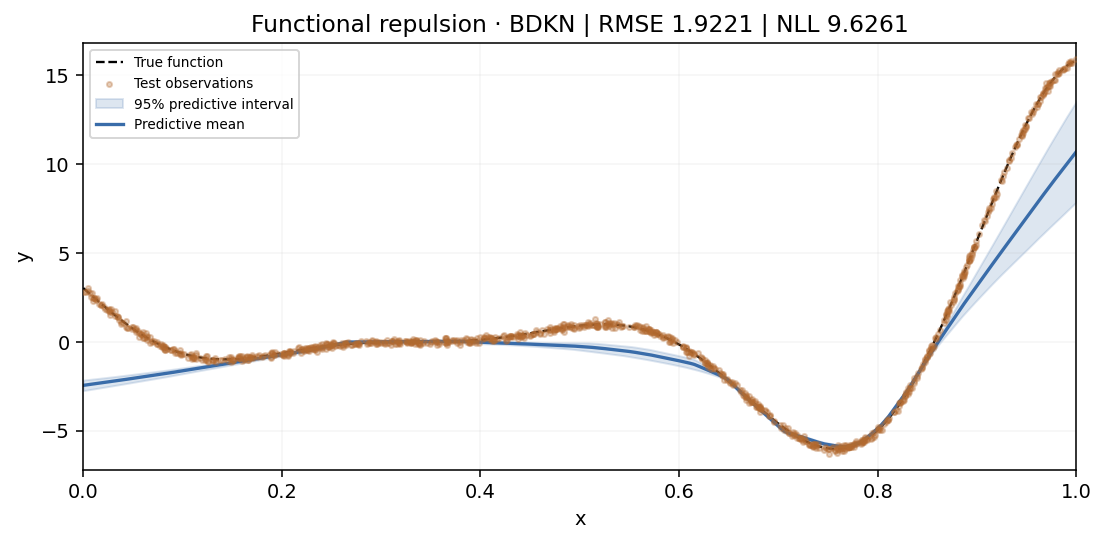 Functional repulsion · BDKN | RMSE 1.9221 | NLL 9.6261
True function
Test observations
95% predictive interval
Predictive mean
y
15
10
5
0
−5
0.0 0.2 0.4 0.6 0.8 1.0
x